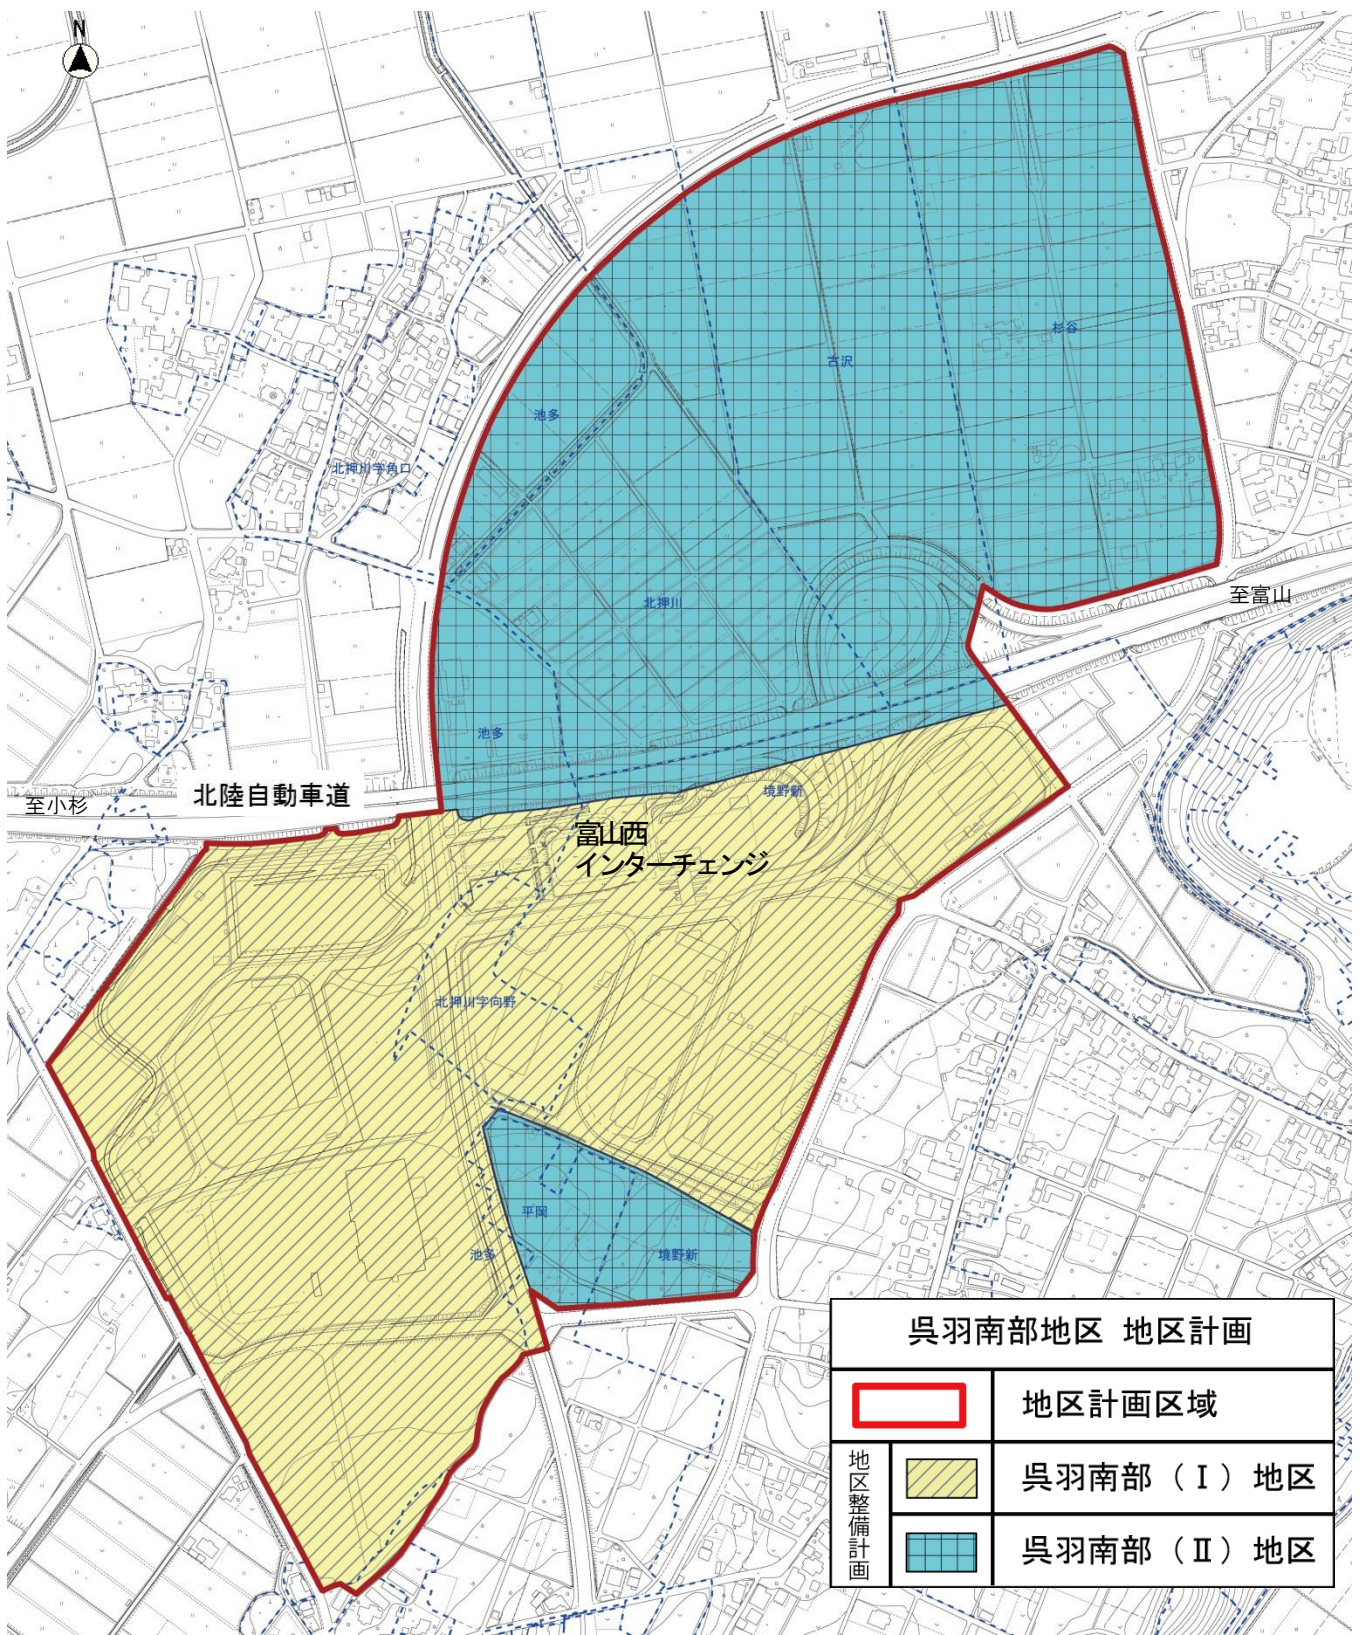 N
杉谷
古沢
池多
北押川字角口
至富山
北押川
池多
境野新
北陸自動車道
至小杉
富山西
インターチェンジ
北押川字向野
平岡
池多
境野新
呉羽南部地区 地区計画
地区計画区域
地区整備計画
呉羽南部（Ⅰ）地区
呉羽南部（Ⅱ）地区